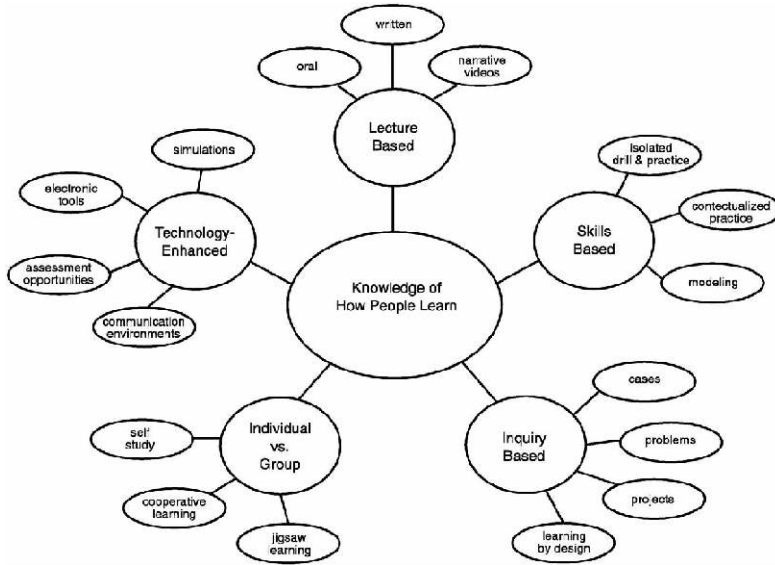 written
oral
narrative
videos
Lecture
Based
simulations
electronic
tools
Technology-
Enhanced
assessment
opportunities
communication
environments
Isolated
drill & practice
contectualized
practice
Skills
Based
modeling
Knowledge of
How People Learn
self
study
Individual
vs.
Group
cooperative
learning
jigsaw
earning
cases
problems
Inquiry
Based
projects
learning
by design